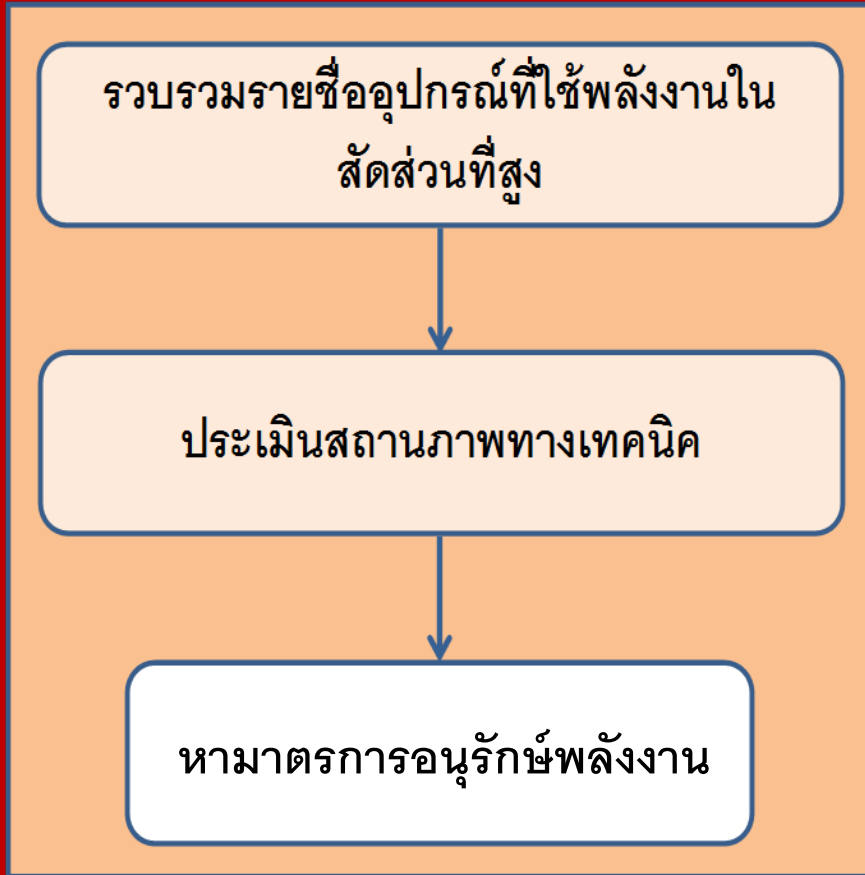 รวบรวมรายชื่ออุปกรณ์ที่ใช้พลังงานใน
สัดส่วนที่สูง
ประเมินสถานภาพทางเทคนิค
หามาตรการอนุรักษ์พลังงาน